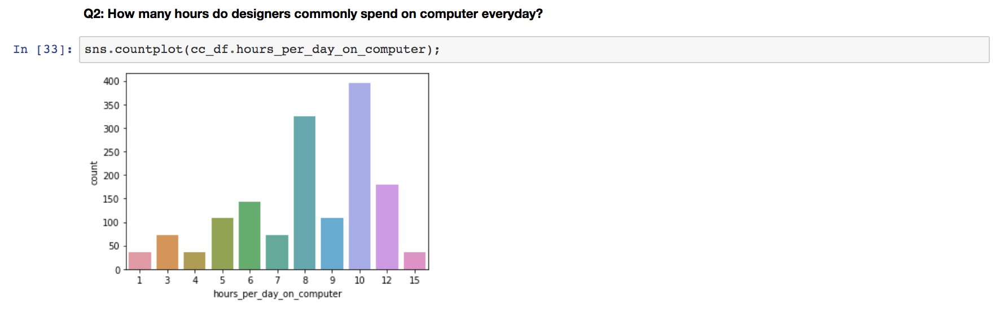 Q2: How many hours do designers commonly spend on computer everyday?
In [33]: sns.countplot(cc_df.hours_per_day_on_computer);
400
350
300
250
200
150
100
50
0
count
1 3 4 5 6 7 8 9 10 12 15
hours_per_day_on_computer